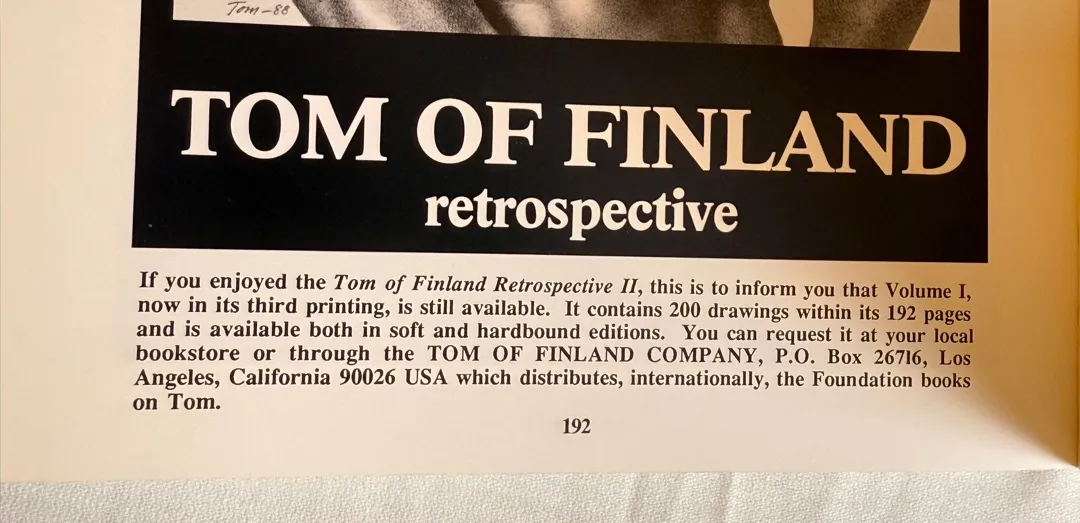 Tom-88
TOM OF FINLAND
retrospective
If you enjoyed the Tom of Finland Retrospective II, this is to inform you that Volume I,
now in its third printing, is still available. It contains 200 drawings within its 192 pages
and is available both in soft and hardbound editions. You can request it at your local
bookstore or through the TOM OF FINLAND COMPANY, P.O. Box 26716, Los
Angeles, California 90026 USA which distributes, internationally, the Foundation books
on Tom.
192